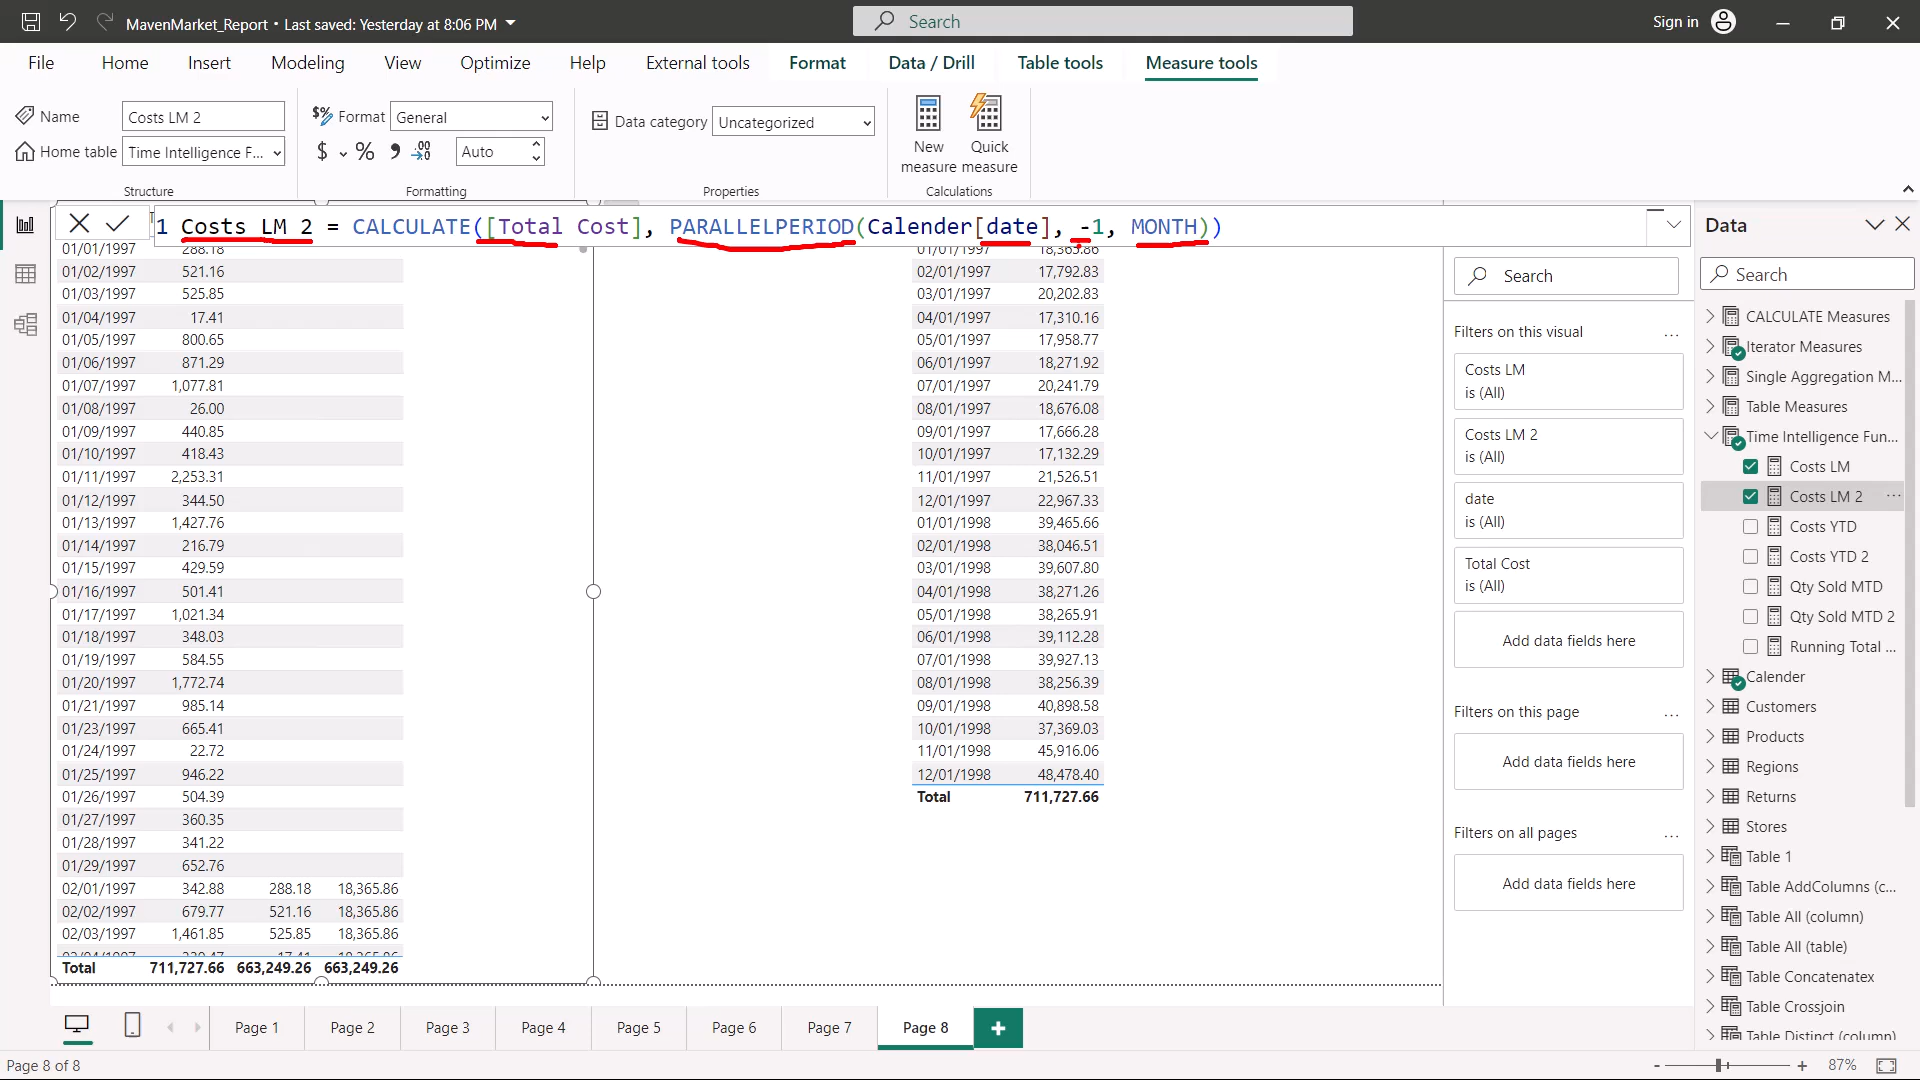 MavenMarket_Report • Last saved: Yesterday at 8:06 PM
Search
Sign in
File Home Insert Modeling View Optimize Help External tools Format Data / Drill Table tools Measure tools
Name Costs LM 2
Home table Time Intelligence F...
Structure
Format General
$ % , .00 Auto
Formatting
Data category Uncategorized
Properties
New measure
Quick measure
Calculations
1 Costs LM 2 = CALCULATE([Total Cost], PARALLELPERIOD(Calender[date], -1, MONTH))
01/01/1997 288.18
01/02/1997 521.16
01/03/1997 525.85
01/04/1997 17.41
01/05/1997 800.65
01/06/1997 871.29
01/07/1997 1,077.81
01/08/1997 26.00
01/09/1997 440.85
01/10/1997 418.43
01/11/1997 2,253.31
01/12/1997 344.50
01/13/1997 1,427.76
01/14/1997 216.79
01/15/1997 429.59
01/16/1997 501.41
01/17/1997 1,021.34
01/18/1997 348.03
01/19/1997 584.55
01/20/1997 1,772.74
01/21/1997 985.14
01/23/1997 665.41
01/24/1997 22.72
01/25/1997 946.22
01/26/1997 504.39
01/27/1997 360.35
01/28/1997 341.22
01/29/1997 652.76
02/01/1997 342.88 288.18 18,365.86
02/02/1997 679.77 521.16 18,365.86
02/03/1997 1,461.85 525.85 18,365.86
Total 711,727.66 663,249.26 663,249.26
01/01/1997 18,365.86
02/01/1997 17,792.83
03/01/1997 20,202.83
04/01/1997 17,310.16
05/01/1997 17,958.77
06/01/1997 18,271.92
07/01/1997 20,241.79
08/01/1997 18,676.08
09/01/1997 17,666.28
10/01/1997 17,132.29
11/01/1997 21,526.51
12/01/1997 22,967.33
01/01/1998 39,465.66
02/01/1998 38,046.51
03/01/1998 39,607.80
04/01/1998 38,271.26
05/01/1998 38,265.91
06/01/1998 39,112.28
07/01/1998 39,927.13
08/01/1998 38,256.39
09/01/1998 40,898.58
10/01/1998 37,369.03
11/01/1998 45,916.06
12/01/1998 48,478.40
Total 711,727.66
Search
Filters on this visual ...
Costs LM
is (All)
Costs LM 2
is (All)
date
is (All)
Total Cost
is (All)
Add data fields here
Filters on this page ...
Add data fields here
Filters on all pages ...
Add data fields here
Data
Search
CALCULATE Measures
Iterator Measures
Single Aggregation M...
Table Measures
Time Intelligence Fun...
Costs LM
Costs LM 2 ...
Costs YTD
Costs YTD 2
Qty Sold MTD
Qty Sold MTD 2
Running Total ...
Calender
Customers
Products
Regions
Returns
Stores
Table 1
Table AddColumns (c...
Table All (column)
Table All (table)
Table Concatenatex
Table Crossjoin
Table Distinct (column)
Page 1 Page 2 Page 3 Page 4 Page 5 Page 6 Page 7 Page 8 +
Page 8 of 8
- + 87%